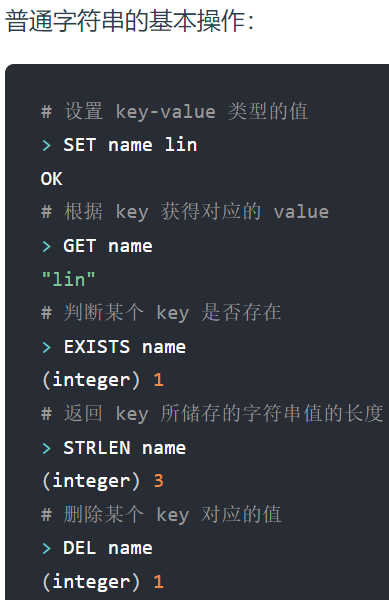 普通字符串的基本操作：
# 设置 key-value 类型的值
> SET name lin
OK
# 根据 key 获得对应的 value
> GET name
"lin"
# 判断某个 key 是否存在
> EXISTS name
(integer) 1
# 返回 key 所储存的字符串值的长度
> STRLEN name
(integer) 3
# 删除某个 key 对应的值
> DEL name
(integer) 1